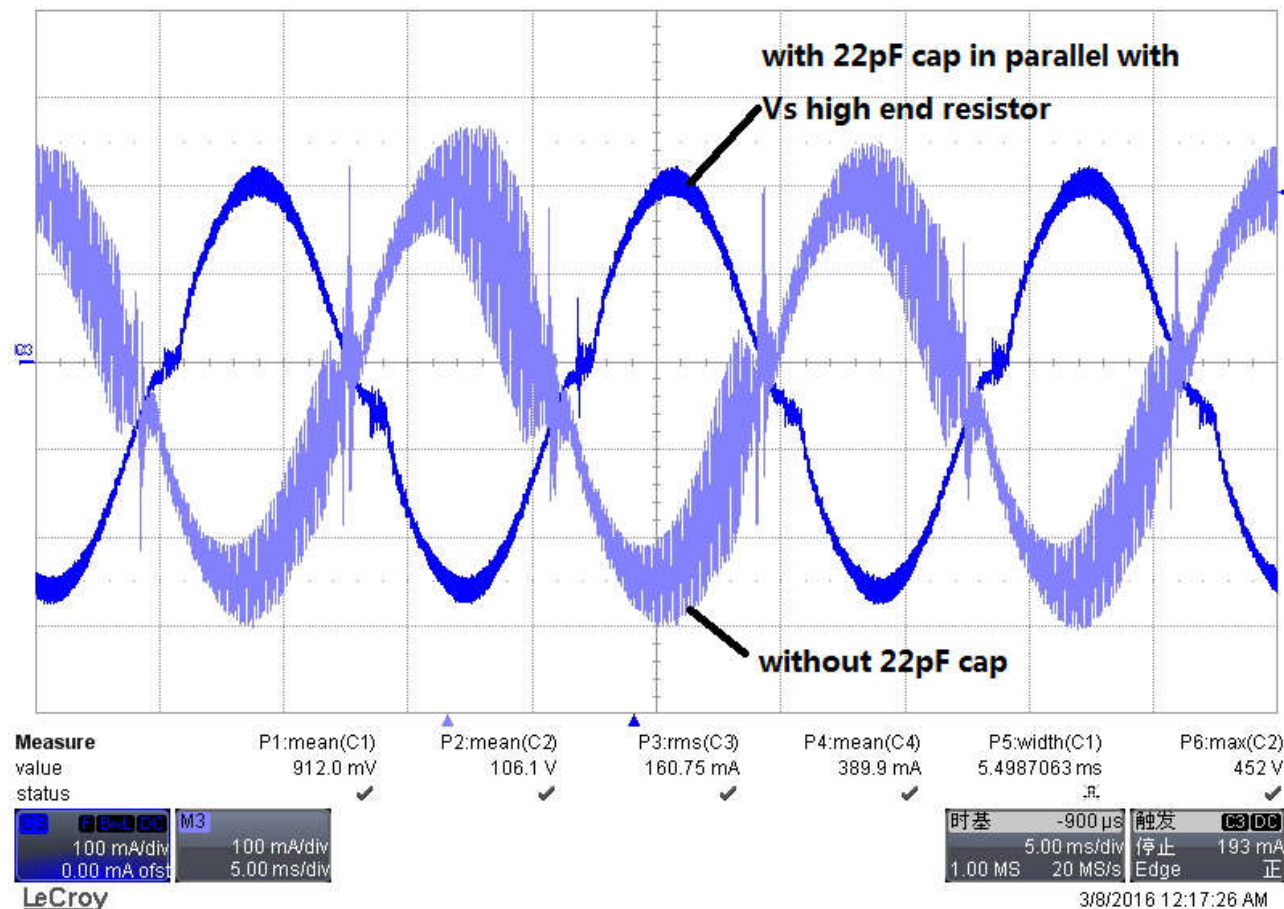 with 22pF cap in parallel with
Vs high end resistor
without 22pF cap
Measure P1:mean(C1) P2:mean(C2) P3:rms(C3) P4:mean(C4) P5:width(C1) P6:max(C2)
value 912.0 mV 106.1 V 160.75 mA 389.9 mA 5.4987063 ms 452 V
status
C3 F BwL DC M3 时基 -900 µs 触发 C3 DC
100 mA/div 100 mA/div 5.00 ms/div 停止 193 mA
0.00 mA ofst 5.00 ms/div 1.00 MS 20 MS/s Edge 正
LeCroy 3/8/2016 12:17:26 AM